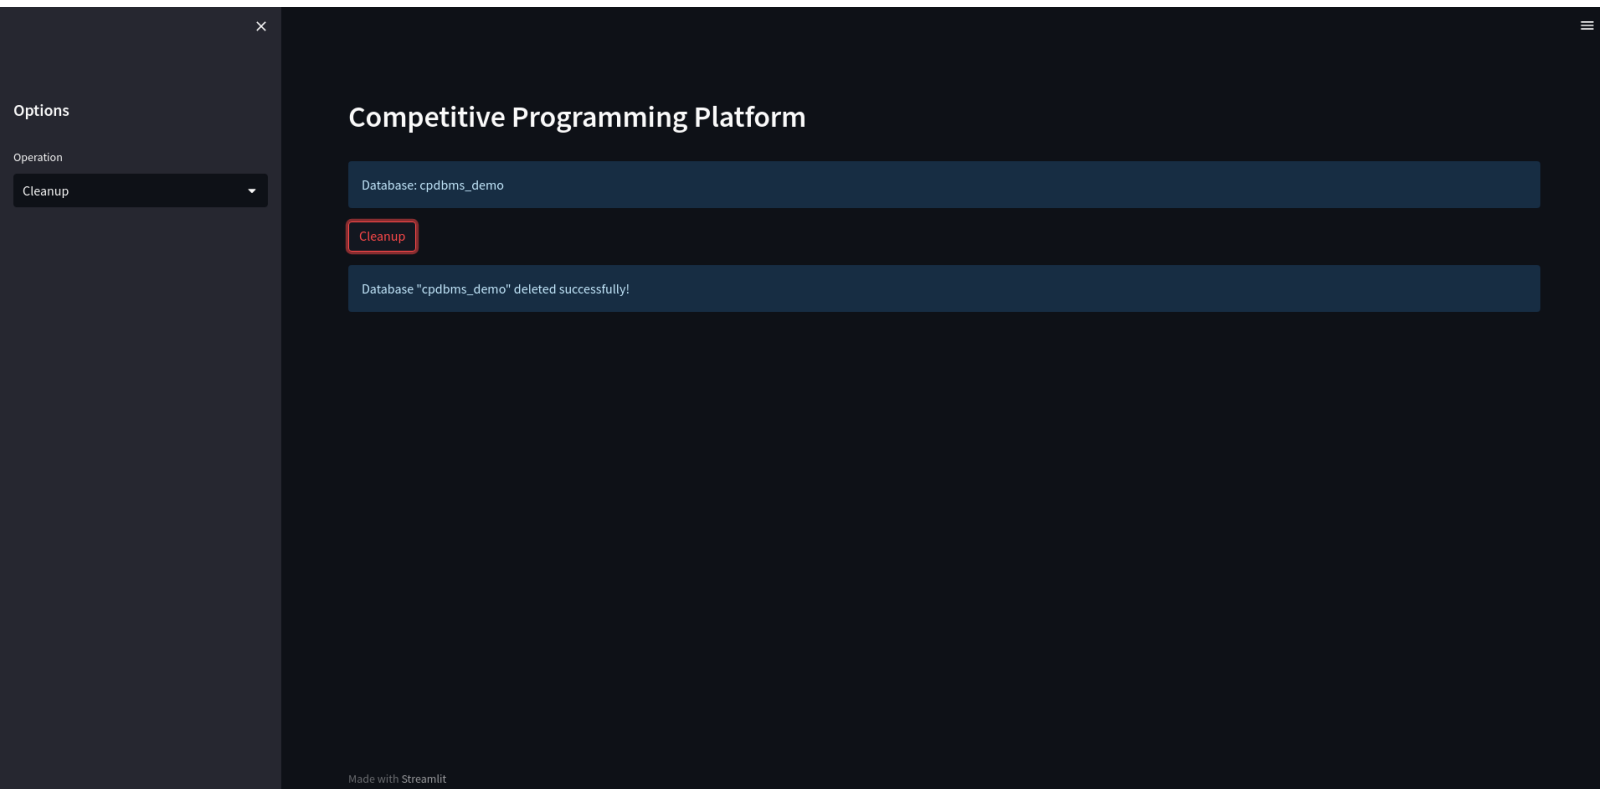 Options
Operation
Cleanup
Competitive Programming Platform
Database: cpdbms_demo
Cleanup
Database "cpdbms_demo" deleted successfully!
Made with Streamlit